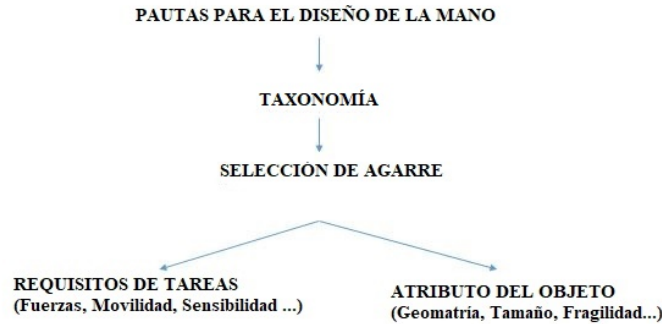 PAUTAS PARA EL DISEÑO DE LA MANO
TAXONOMÍA
SELECCIÓN DE AGARRE
REQUISITOS DE TAREAS
(Fuerzas, Movilidad, Sensibilidad ...)
ATRIBUTO DEL OBJETO
(Geomatría, Tamaño, Fragilidad...)